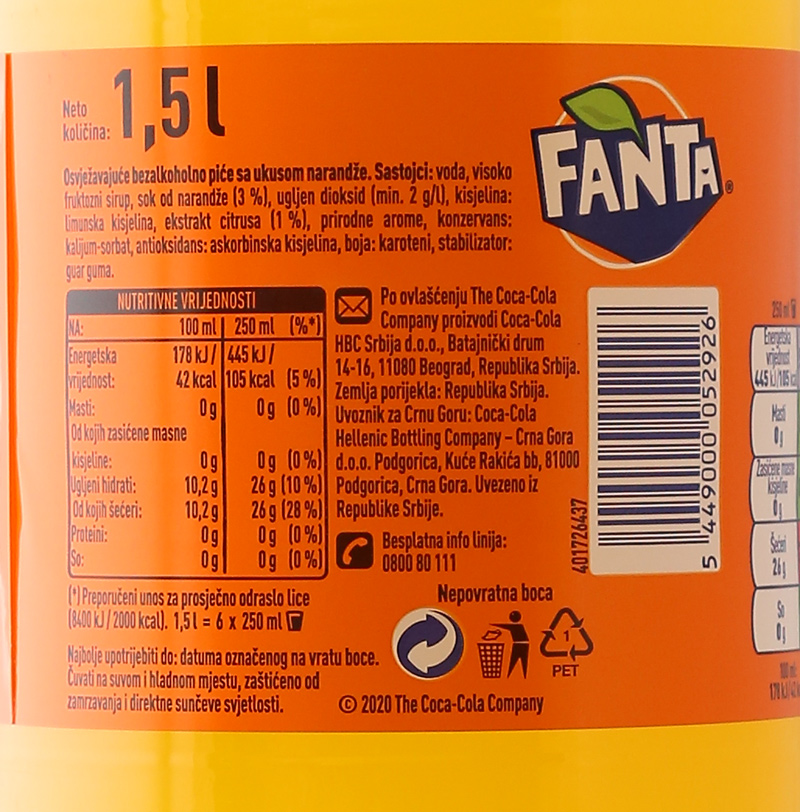 Neto
količina: 1,5 l
Osvježavajuće bezalkoholno piće sa ukusom narandže. Sastojci: voda, visoko
fruktozni sirup, sok od narandže (3 %), ugljen dioksid (min. 2 g/l), kisjelina:
limunska kisjelina, ekstrakt citrusa (1 %), prirodne arome, konzervans:
kalijum-sorbat, antioksidans: askorbinska kisjelina, boja: karoteni, stabilizator:
guar guma.
FANTA®
NUTRITIVNE VRIJEDNOSTI
NA: 100 ml 250 ml (%*)
Energetska 178 kJ/ 445 kJ/
vrijednost: 42 kcal 105 kcal (5 %)
Masti: 0 g 0 g (0 %)
Od kojih zasićene masne
kisjeline: 0 g 0 g (0 %)
Ugljeni hidrati: 10,2 g 26 g (10 %)
Od kojih šećeri: 10,2 g 26 g (28 %)
Proteini: 0 g 0 g (0 %)
So: 0 g 0 g (0 %)
(*) Preporučeni unos za prosječno odraslo lice
(8400 kJ / 2000 kcal). 1,5 l = 6 x 250 ml
Najbolje upotrijebiti do: datuma označenog na vratu boce.
Čuvati na suvom i hladnom mjestu, zaštićeno od
zamrzavanja i direktne sunčeve svjetlosti.
Po ovlašćenju The Coca-Cola
Company proizvodi Coca-Cola
HBC Srbija d.o.o., Batajnički drum
14-16, 11080 Beograd, Republika Srbija.
Zemlja porijekla: Republika Srbija.
Uvoznik za Crnu Goru: Coca-Cola
Hellenic Bottling Company – Crna Gora
d.o.o. Podgorica, Kuće Rakića bb, 81000
Podgorica, Crna Gora. Uvezeno iz
Republike Srbije.
Besplatna info linija:
0800 80 111
Nepovratna boca
1
PET
© 2020 The Coca-Cola Company
401726437
5 449000 052926
250 ml
Energetska
vrijednost
445 kJ/105 kcal
Masti
0 g
Zasićene masne
kisjeline
0 g
Šećeri
26 g
So
0 g